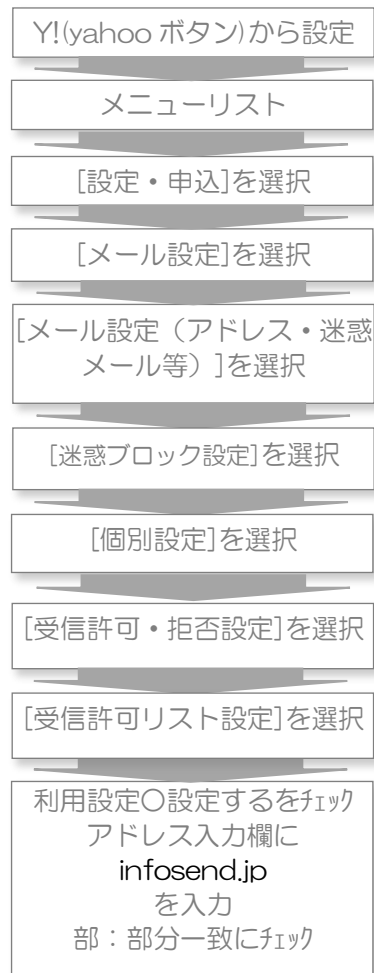 Y!(yahoo ボタン)から設定
メニューリスト
[設定・申込]を選択
[メール設定]を選択
[メール設定（アドレス・迷惑
メール等）]を選択
[迷惑ブロック設定]を選択
[個別設定]を選択
[受信許可・拒否設定]を選択
[受信許可リスト設定]を選択
利用設定〇設定するをﾁｪｯｸ
アドレス入力欄に
infosend.jp
を入力
部：部分一致にﾁｪｯｸ